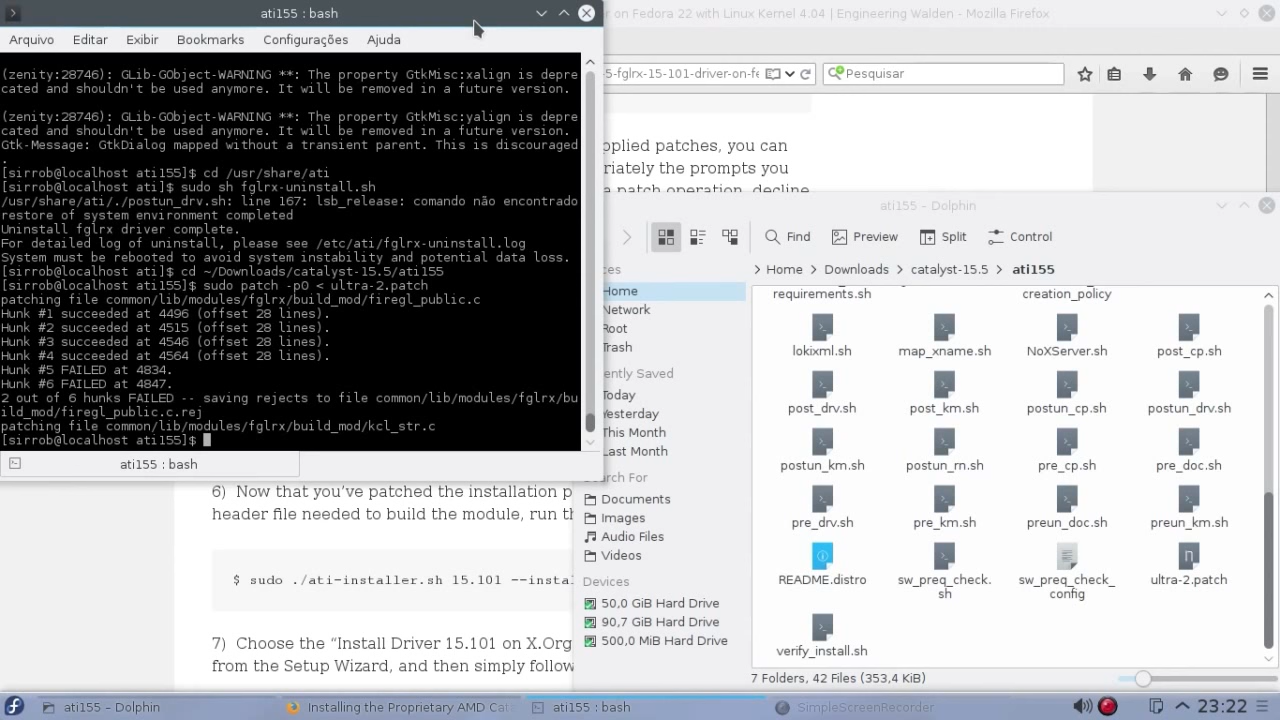 ati155 : bash
Arquivo Editar Exibir Bookmarks Configurações Ajuda
(zenity:28746): GLib-GObject-WARNING **: The property GtkMisc:xalign is depre
cated and shouldn't be used anymore. It will be removed in a future version.
(zenity:28746): GLib-GObject-WARNING **: The property GtkMisc:yalign is depre
cated and shouldn't be used anymore. It will be removed in a future version.
Gtk-Message: GtkDialog mapped without a transient parent. This is discouraged
.
[sirrob@localhost ati155]$ cd /usr/share/ati
[sirrob@localhost ati]$ sudo sh fglrx-uninstall.sh
/usr/share/ati/./postun_drv.sh: line 167: lsb_release: comando não encontrado
restore of system environment completed
Uninstall fglrx driver complete.
For detailed log of uninstall, please see /etc/ati/fglrx-uninstall.log
System must be rebooted to avoid system instability and potential data loss.
[sirrob@localhost ati]$ cd ~/Downloads/catalyst-15.5/ati155
[sirrob@localhost ati155]$ sudo patch -p0 < ultra-2.patch
patching file common/lib/modules/fglrx/build_mod/firegl_public.c
Hunk #1 succeeded at 4496 (offset 28 lines).
Hunk #2 succeeded at 4515 (offset 28 lines).
Hunk #3 succeeded at 4546 (offset 28 lines).
Hunk #4 succeeded at 4564 (offset 28 lines).
Hunk #5 FAILED at 4834.
Hunk #6 FAILED at 4847.
2 out of 6 hunks FAILED -- saving rejects to file common/lib/modules/fglrx/bu
ild_mod/firegl_public.c.rej
patching file common/lib/modules/fglrx/build_mod/kcl_str.c
[sirrob@localhost ati155]$
ati155 : bash
on Fedora 22 with Linux Kernel 4.04 | Engineering Walden - Mozilla Firefox
-5-fglrx-15-101-driver-on-fe
Pesquisar
pplied patches, you can
riately the prompts you
a patch operation, decline
6) Now that you've patched the installation p
header file needed to build the module, run th
$ sudo ./ati-installer.sh 15.101 --instal
7) Choose the “Install Driver 15.101 on X.Org
from the Setup Wizard, and then simply follow
ati155 - Dolphin
Find Preview Split Control
Home Downloads catalyst-15.5 ati155
ces
Home
Network
Root
Trash
ently Saved
Today
Yesterday
This Month
Last Month
earch For
Documents
Images
Audio Files
Videos
Devices
50,0 GiB Hard Drive
90,7 GiB Hard Drive
500,0 MiB Hard Drive
requirements.sh creation_policy
lokixml.sh map_xname.sh NoXServer.sh post_cp.sh
post_drv.sh post_km.sh postun_cp.sh postun_drv.sh
postun_km.sh postun_rn.sh pre_cp.sh pre_doc.sh
pre_drv.sh pre_km.sh preun_doc.sh preun_km.sh
README.distro sw_preq_check.sh sw_preq_check_config ultra-2.patch
verify_install.sh
7 Folders, 42 Files (353,4 KiB)
ati155 - Dolphin
Installing the Proprietary AMD Cat
ati155 : bash
SimpleScreenRecorder
23:22